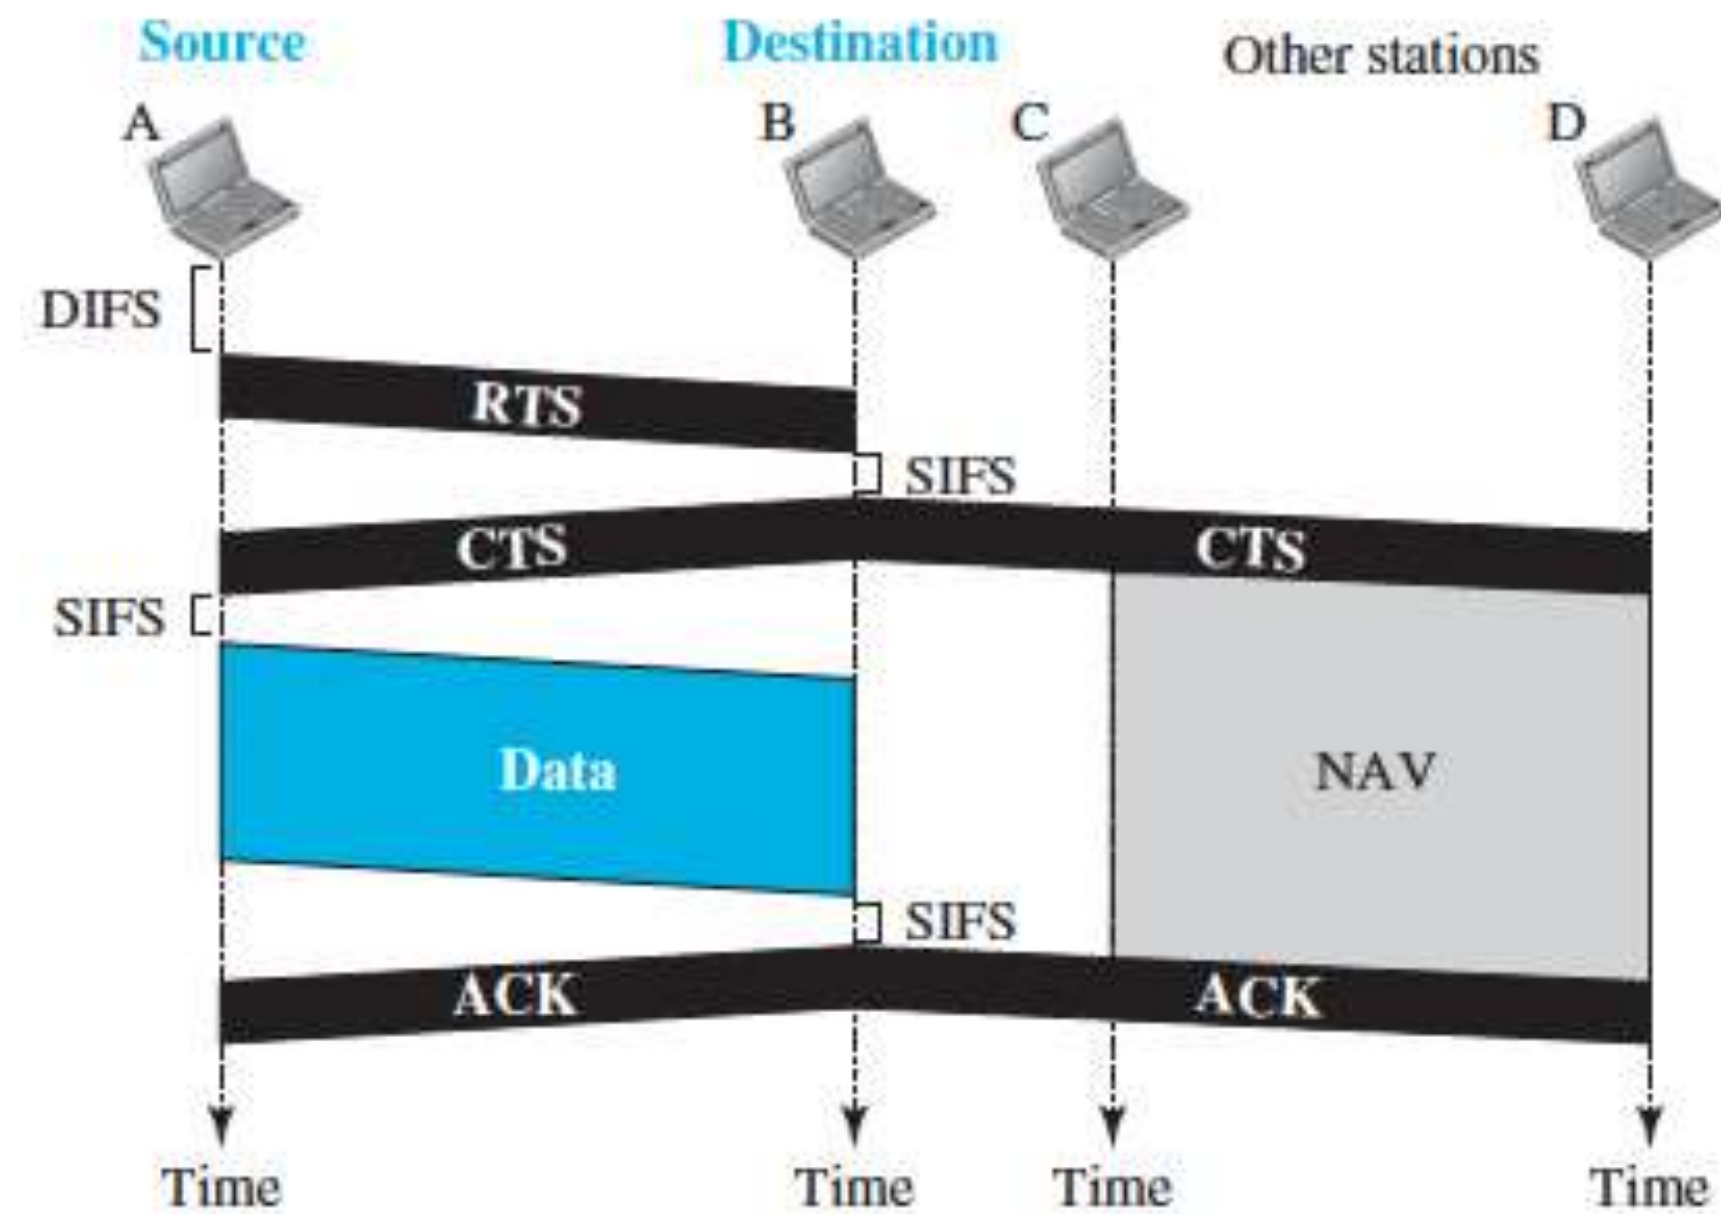 Source
Destination
Other stations
A
B
C
D
DIFS
RTS
SIFS
CTS
CTS
SIFS
Data
NAV
SIFS
ACK
ACK
Time
Time
Time
Time